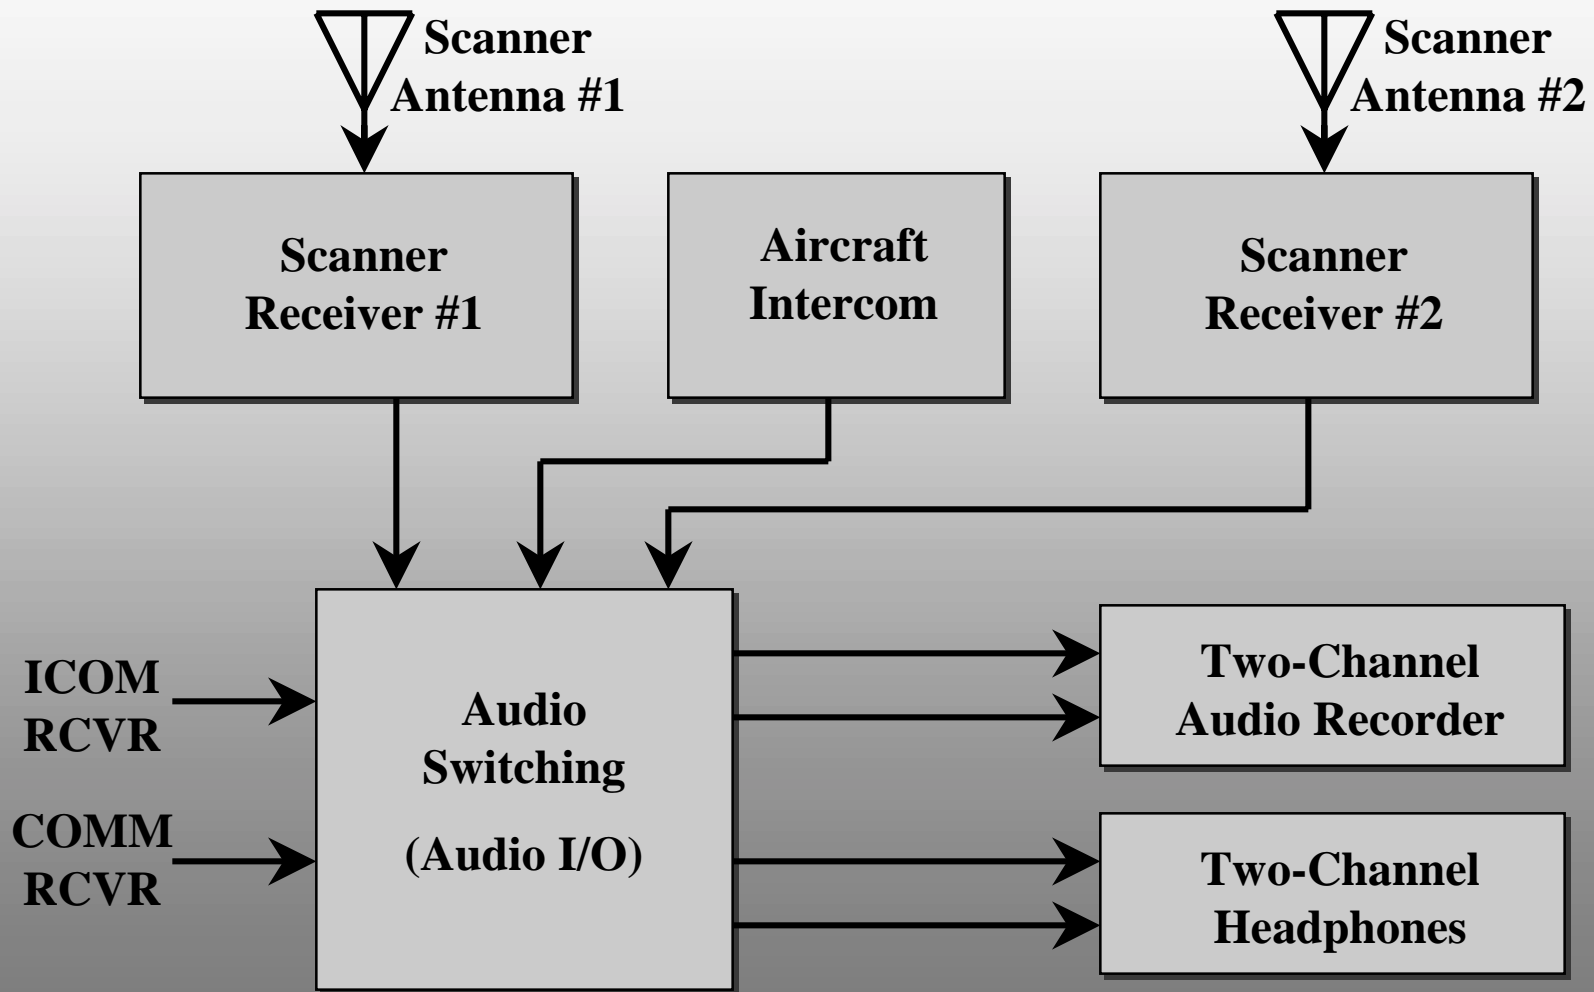 Scanner
Antenna #1
Scanner
Antenna #2
Scanner
Receiver #1
Aircraft
Intercom
Scanner
Receiver #2
ICOM
RCVR
COMM
RCVR
Audio
Switching
(Audio I/O)
Two-Channel
Audio Recorder
Two-Channel
Headphones